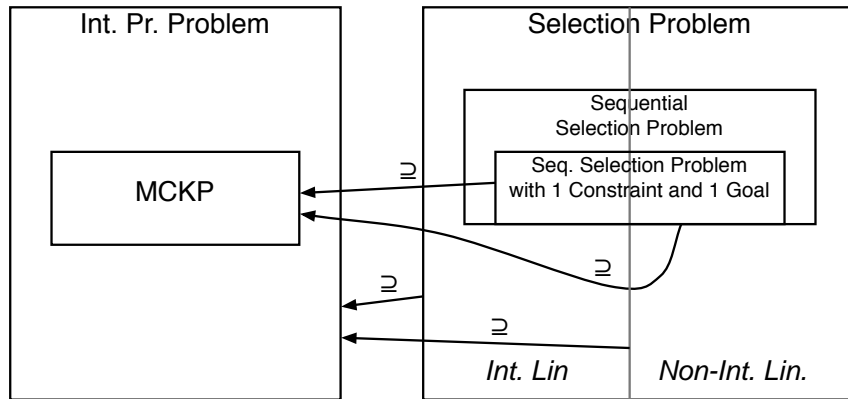 Int. Pr. Problem
Selection Problem
Sequential
Selection Problem
MCKP
Seq. Selection Problem
with 1 Constraint and 1 Goal
⊇
⊇
⊇
⊇
Int. Lin
Non-Int. Lin.